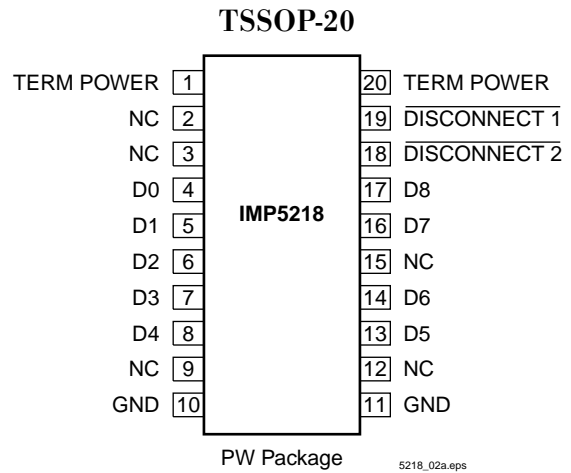 TSSOP-20
TERM POWER 1 20 TERM POWER
NC 2 19 DISCONNECT 1
NC 3 18 DISCONNECT 2
D0 4 17 D8
IMP5218
D1 5 16 D7
D2 6 15 NC
D3 7 14 D6
D4 8 13 D5
NC 9 12 NC
GND 10 11 GND
PW Package
5218_02a.eps